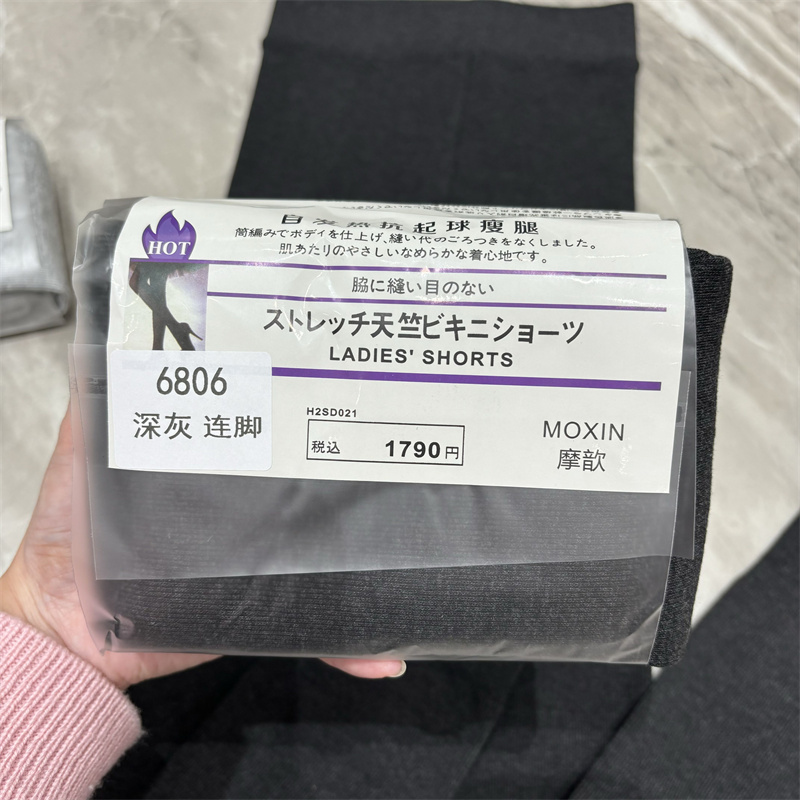 自发热抗起球瘦腿
HOT
筒編みでボディを仕上げ、縫い代のごろつきをなくしました。
肌あたりのやさしいなめらかな着心地です。
脇に縫い目のない
ストレッチ天竺ビキニショーツ
LADIES' SHORTS
6806
深灰 连脚
H2SD021
税込 1790円
MOXIN
摩歆